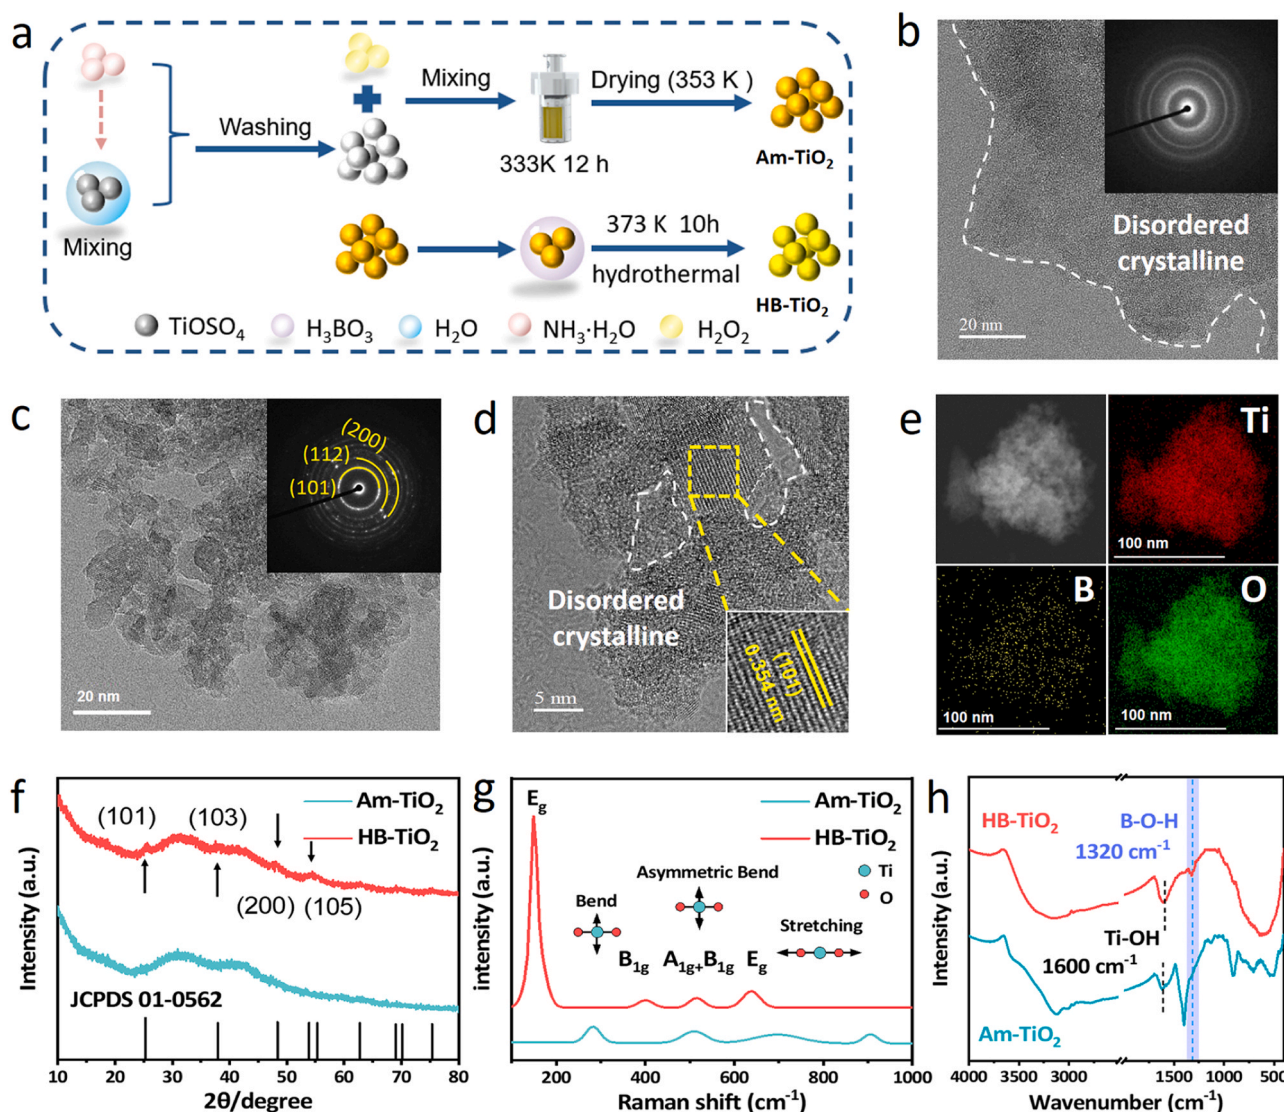 a
Mixing
Washing
Mixing
333K 12 h
Drying (353 K )
Am-TiO₂
373 K 10h
hydrothermal
HB-TiO₂
TiOSO₄
H₃BO₃
H₂O
NH₃·H₂O
H₂O₂
b
Disordered
crystalline
20 nm
c
(200)
(112)
(101)
20 nm
d
Disordered
crystalline
5 nm
(101)
0.354 nm
e
Ti
100 nm
B
100 nm
O
100 nm
f
Am-TiO₂
HB-TiO₂
(101)
(103)
(200)
(105)
JCPDS 01-0562
Intensity (a.u.)
10 20 30 40 50 60 70 80
2θ/degree
g
Am-TiO₂
HB-TiO₂
E_g
Ti
O
Asymmetric Bend
Bend
Stretching
B₁g
A₁g+B₁g
E_g
intensity (a.u.)
200 400 600 800 1000
Raman shift (cm⁻¹)
h
HB-TiO₂
B-O-H
1320 cm⁻¹
Ti-OH
1600 cm⁻¹
Am-TiO₂
Intensity (a.u.)
4000 3500 3000 1500 1000 500
Wavenumber (cm⁻¹)